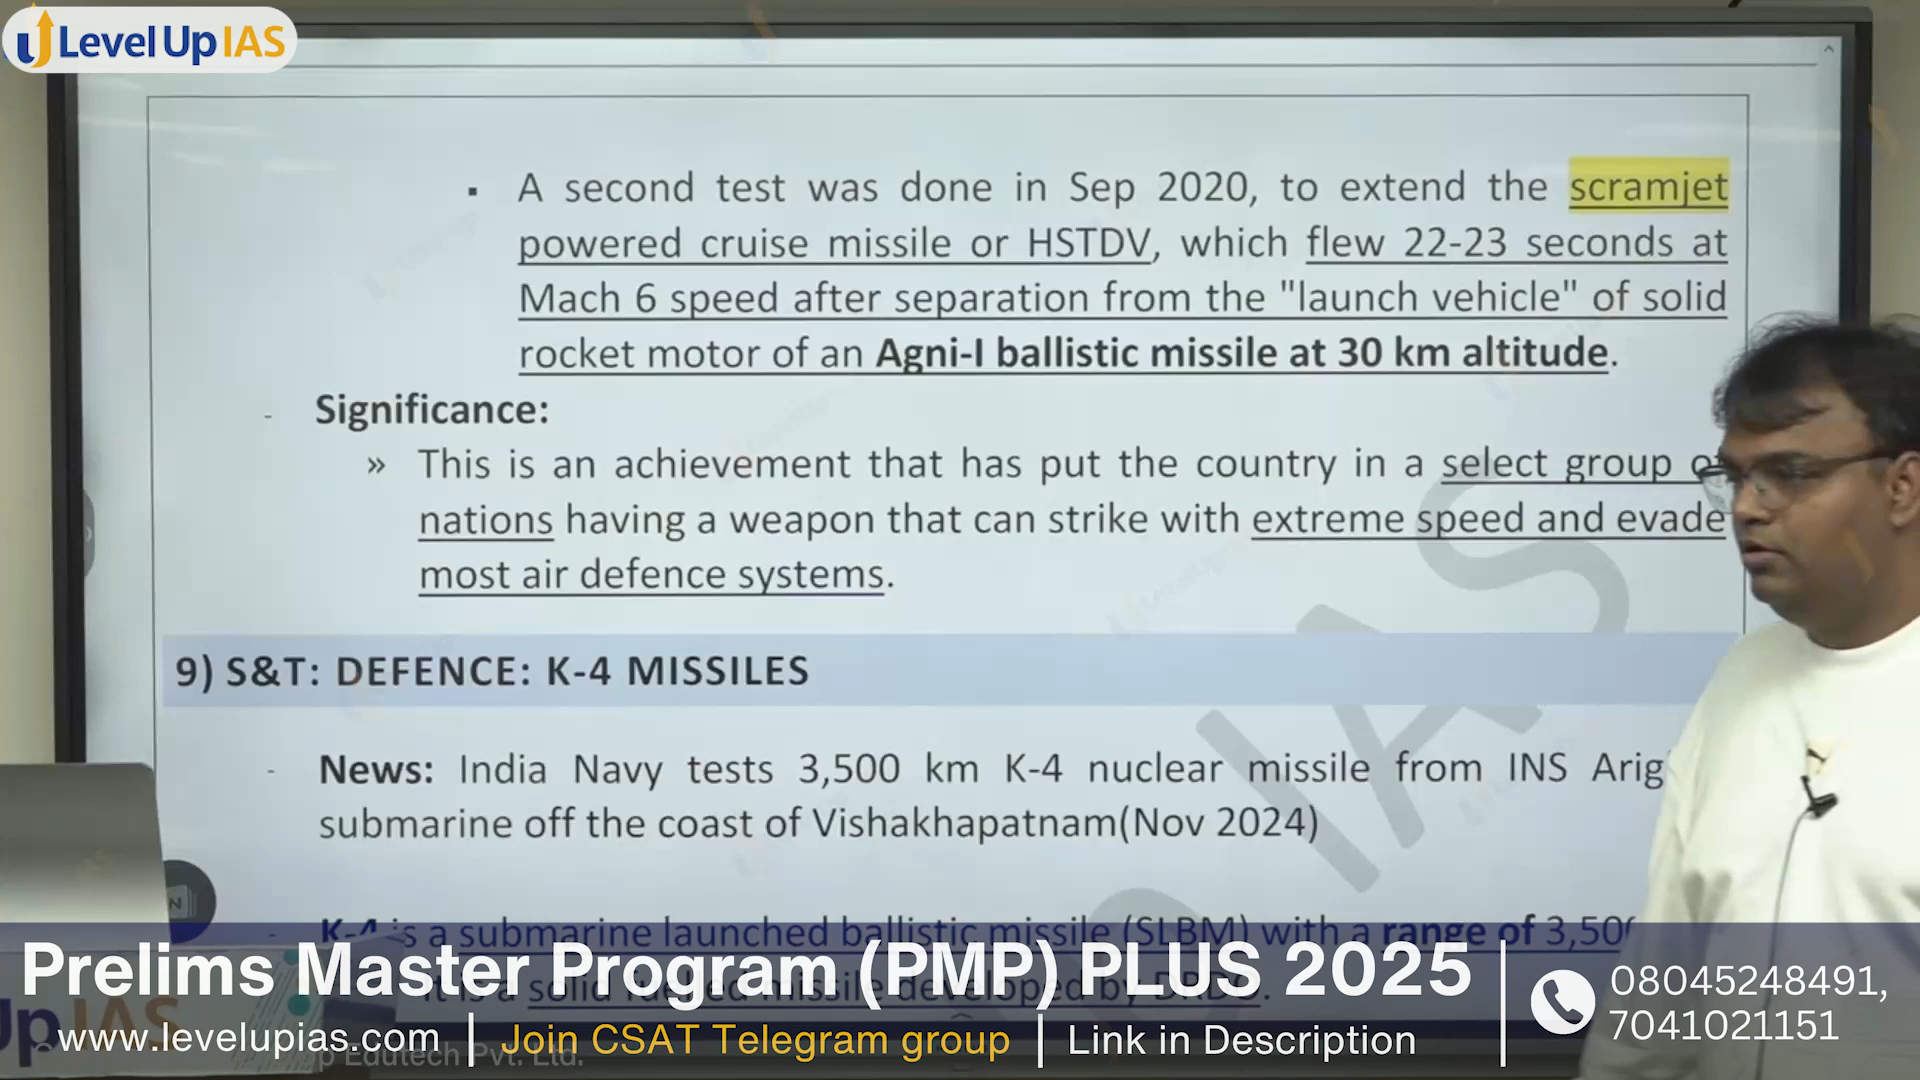 Level Up IAS
▪ A second test was done in Sep 2020, to extend the scramjet
powered cruise missile or HSTDV, which flew 22-23 seconds at
Mach 6 speed after separation from the "launch vehicle" of solid
rocket motor of an Agni-I ballistic missile at 30 km altitude.
- Significance:
» This is an achievement that has put the country in a select group
nations having a weapon that can strike with extreme speed and evade
most air defence systems.
9) S&T: DEFENCE: K-4 MISSILES
- News: India Navy tests 3,500 km K-4 nuclear missile from INS
submarine off the coast of Vishakhapatnam(Nov 2024)
- K-4 is a submarine launched ballistic missile (SLBM) with a range of
It is a solid fuelled missile developed by DRDO.
Prelims Master Program (PMP) PLUS 2025
08045248491,
7041021151
www.levelupias.com | Join CSAT Telegram group | Link in Description
Edutech Pvt. Ltd.